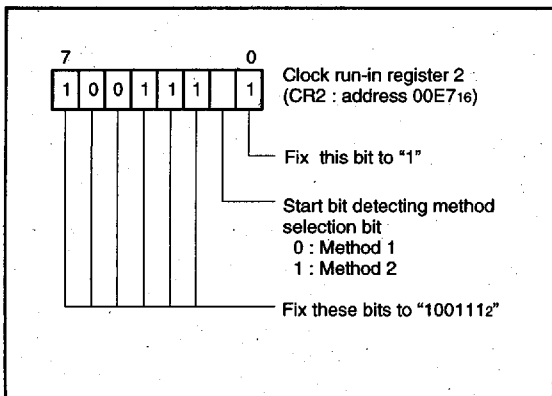 7 0
1 0 0 1 1 1 1
Clock run-in register 2
(CR2 : address 00E716)
Fix this bit to “1”
Start bit detecting method
selection bit
0 : Method 1
1 : Method 2
Fix these bits to “1001112”